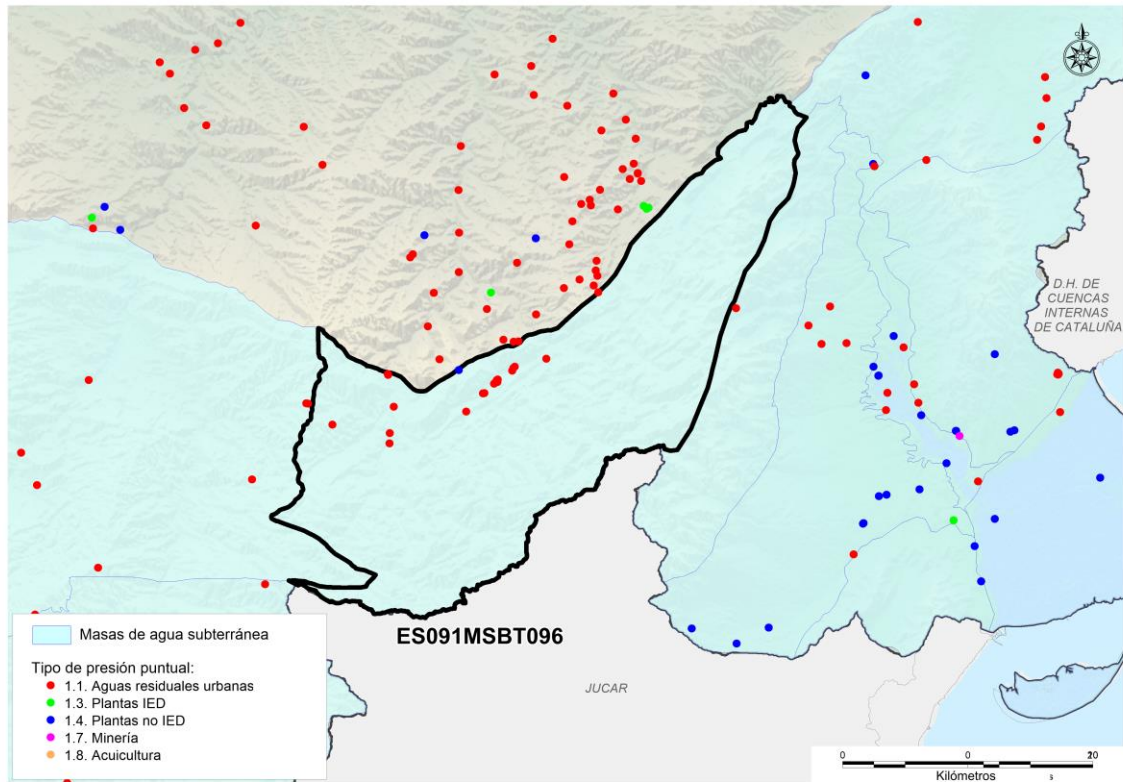 D.H. DE
CUENCAS
INTERNAS
DE CATALUÑA
ES091MSBT096
JUCAR
Masas de agua subterránea
Tipo de presión puntual:
1.1. Aguas residuales urbanas
1.3. Plantas IED
1.4. Plantas no IED
1.7. Minería
1.8. Acuicultura
0 0 20
Kilómetros s